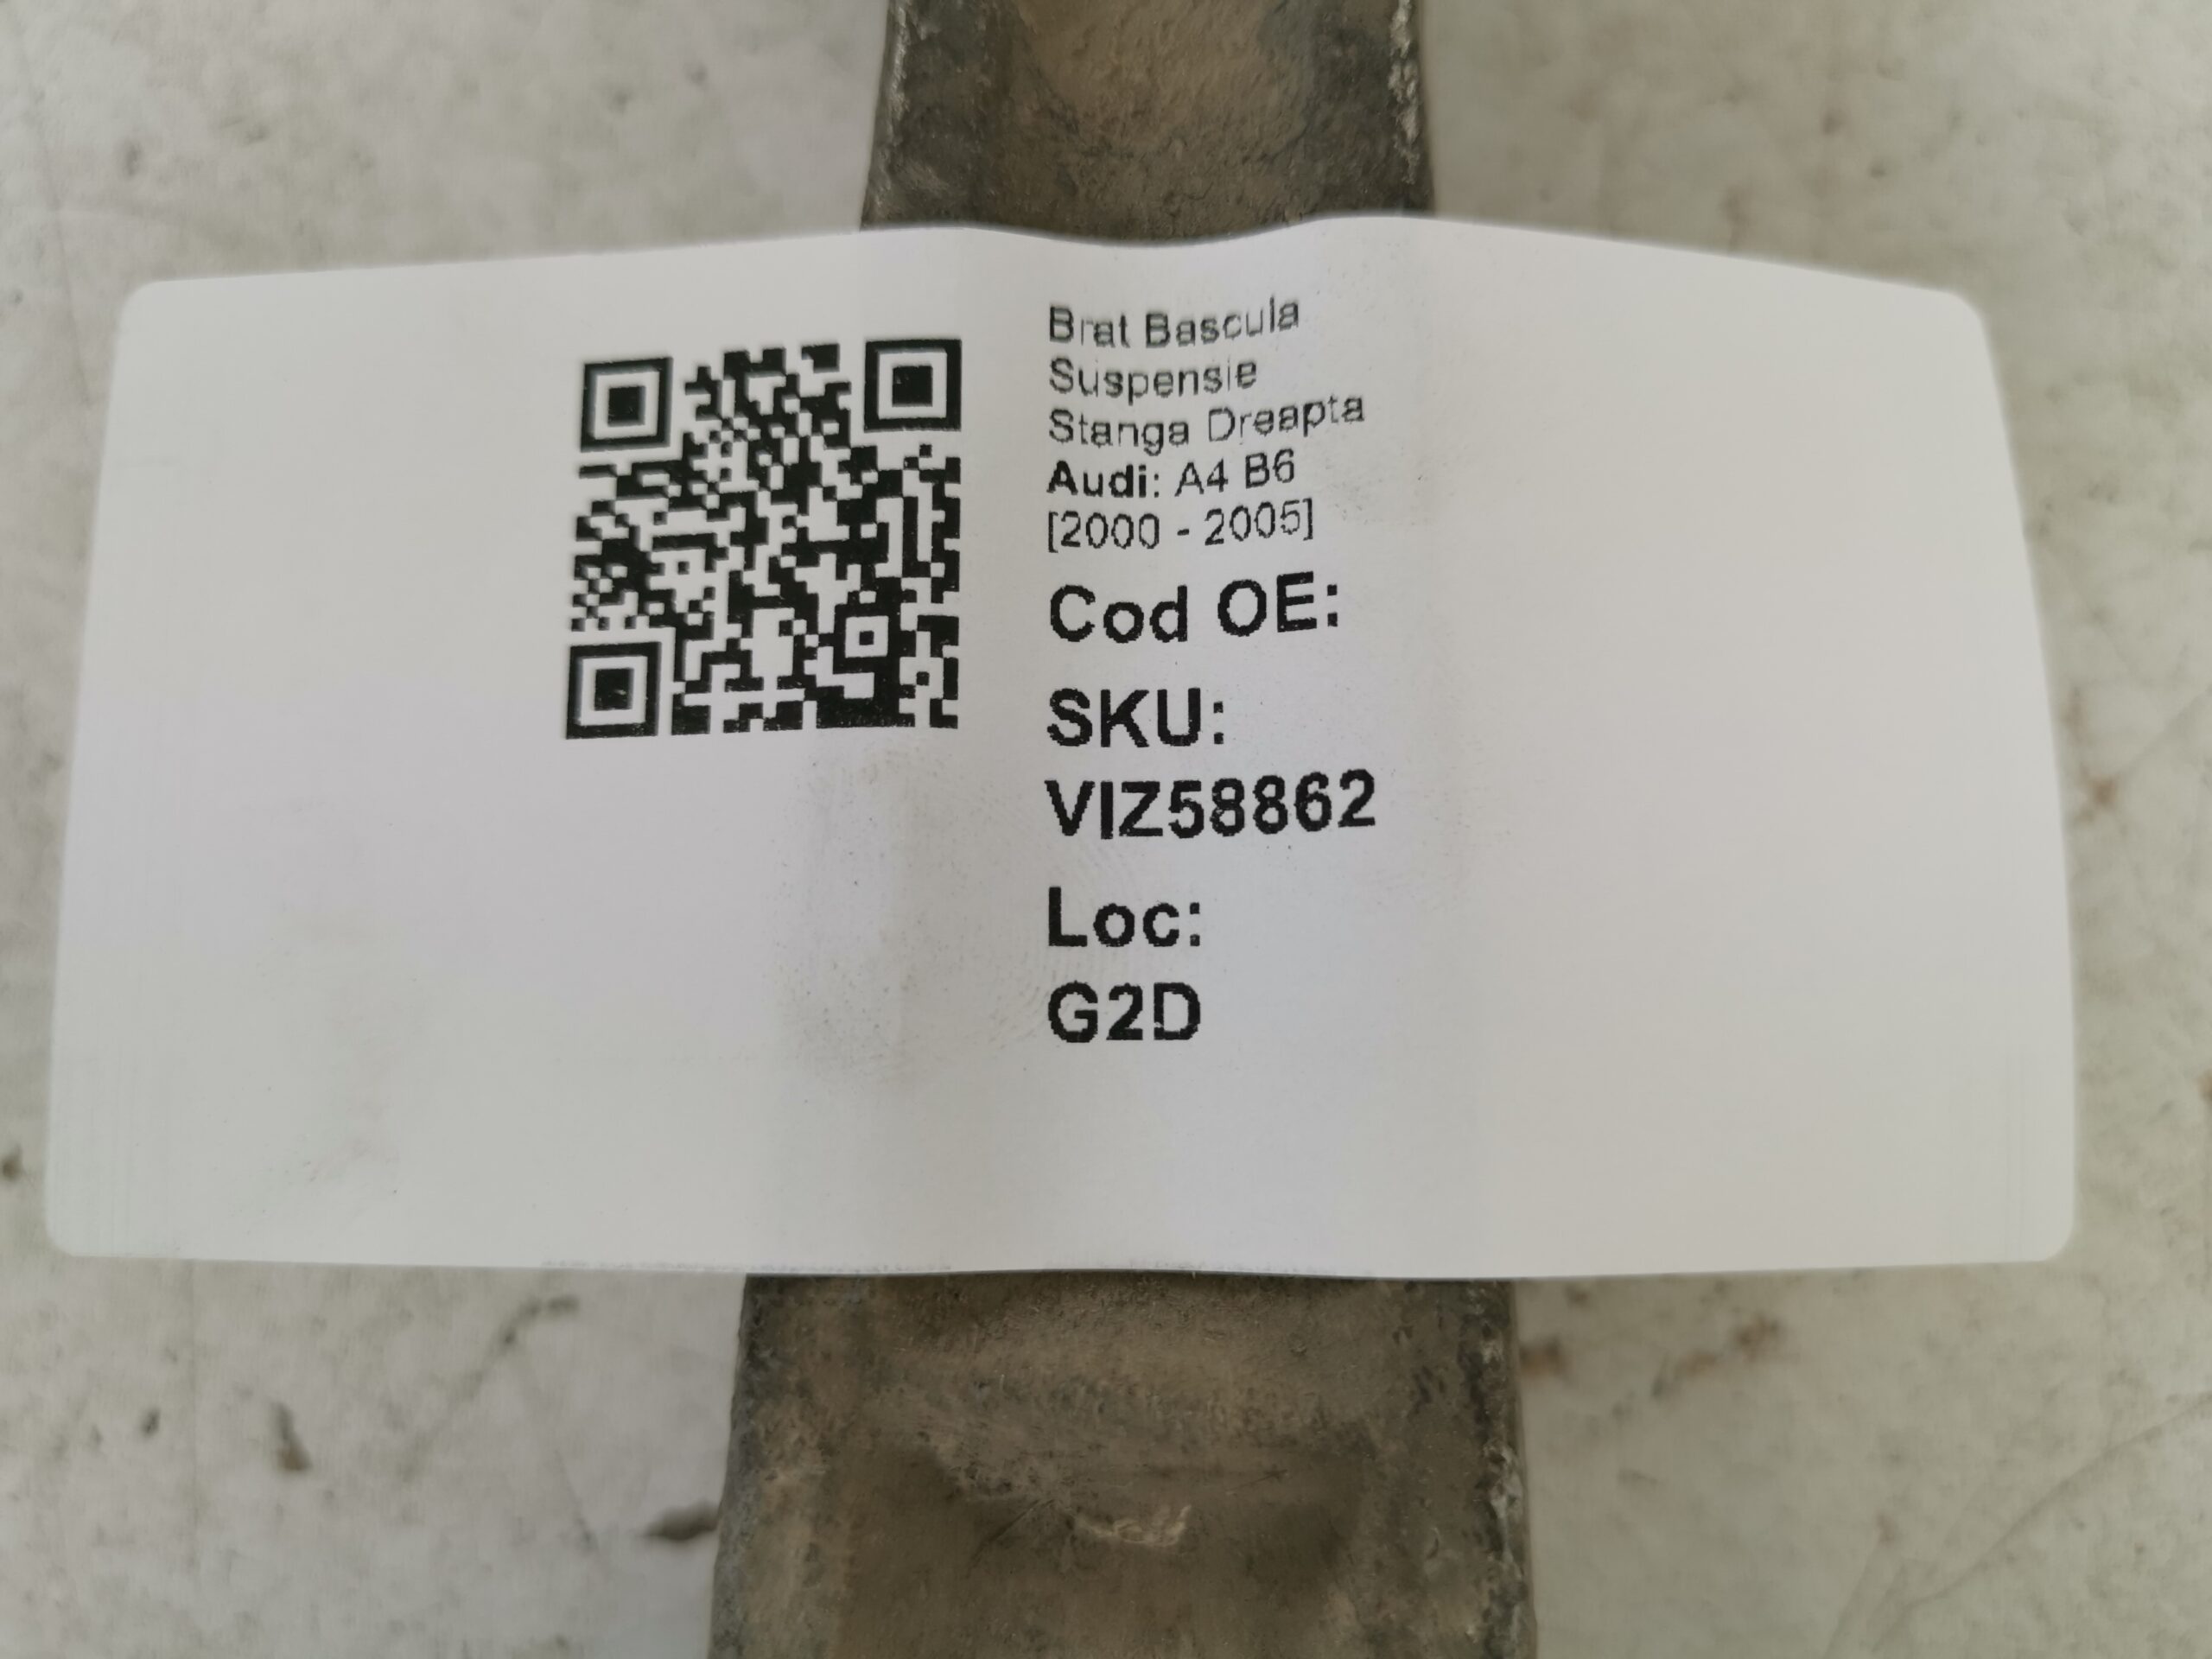 Brat Bascula
Suspensie
Stanga Dreapta
Audi: A4 B6
[2000 - 2005]
Cod OE:
SKU:
VIZ58862
Loc:
G2D